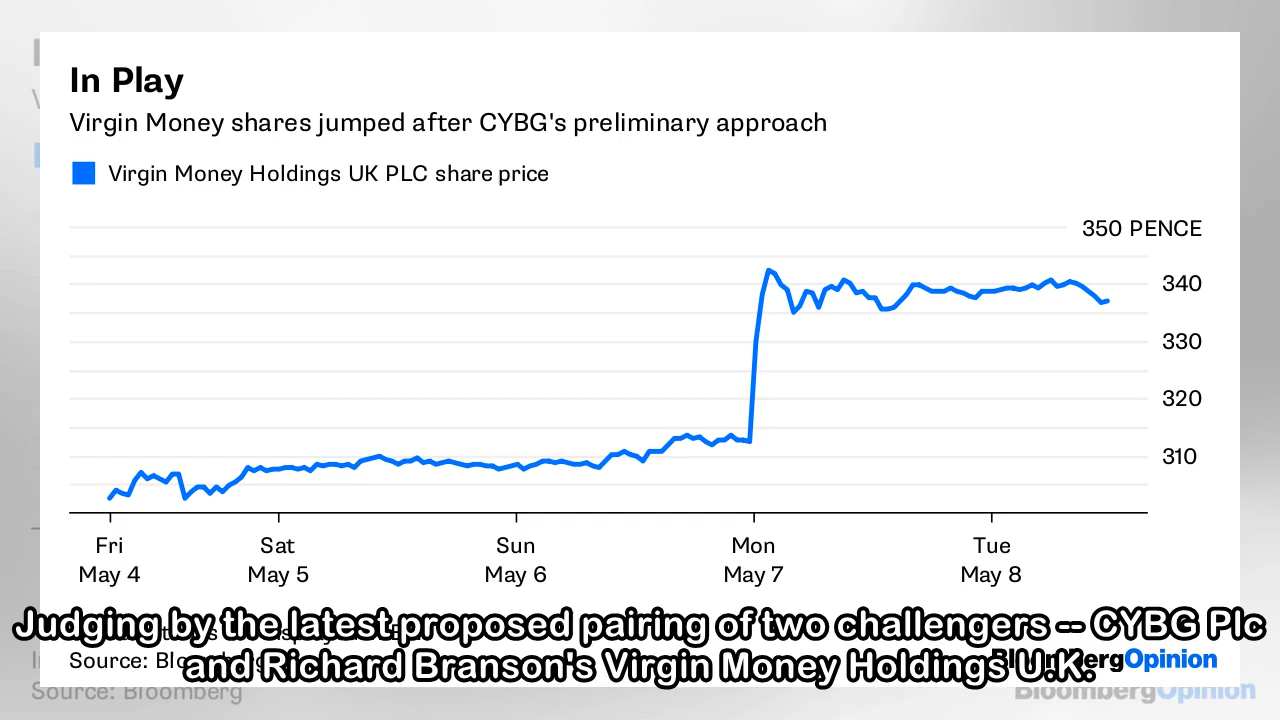 In Play
Virgin Money shares jumped after CYBG's preliminary approach
Virgin Money Holdings UK PLC share price
350 PENCE
340
330
320
310
Fri Sat Sun Mon Tue
May 4 May 5 May 6 May 7 May 8
Judging by the latest proposed pairing of two challengers -- CYBG Plc
and Richard Branson's Virgin Money Holdings U.K.
Source: Bloomberg
BloombergOpinion
Source: Bloomberg
BloombergOpinion